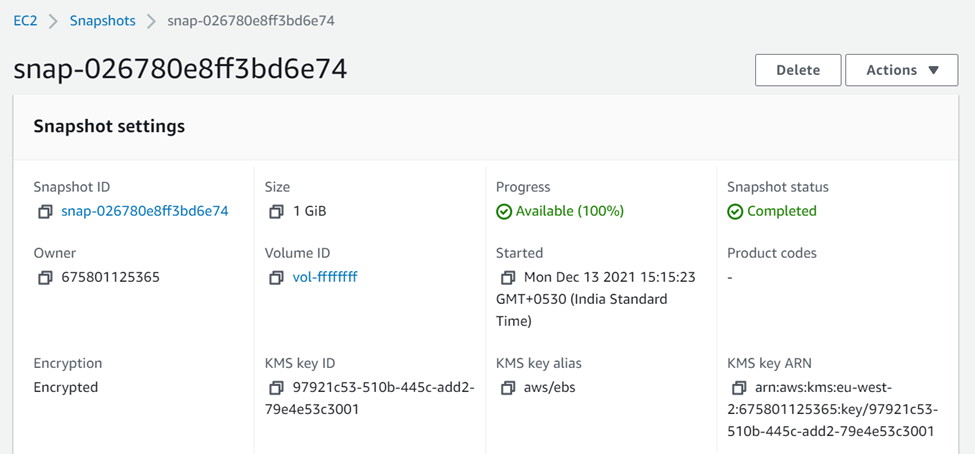 EC2 > Snapshots > snap-026780e8ff3bd6e74
snap-026780e8ff3bd6e74
Delete
Actions ▼
Snapshot settings
Snapshot ID
snap-026780e8ff3bd6e74
Size
1 GiB
Progress
Available (100%)
Snapshot status
Completed
Owner
675801125365
Volume ID
vol-ffffffff
Started
Mon Dec 13 2021 15:15:23
GMT+0530 (India Standard
Time)
Product codes
-
Encryption
Encrypted
KMS key ID
97921c53-510b-445c-add2-
79e4e53c3001
KMS key alias
aws/ebs
KMS key ARN
arn:aws:kms:eu-west-
2:675801125365:key/97921c53-
510b-445c-add2-79e4e53c3001